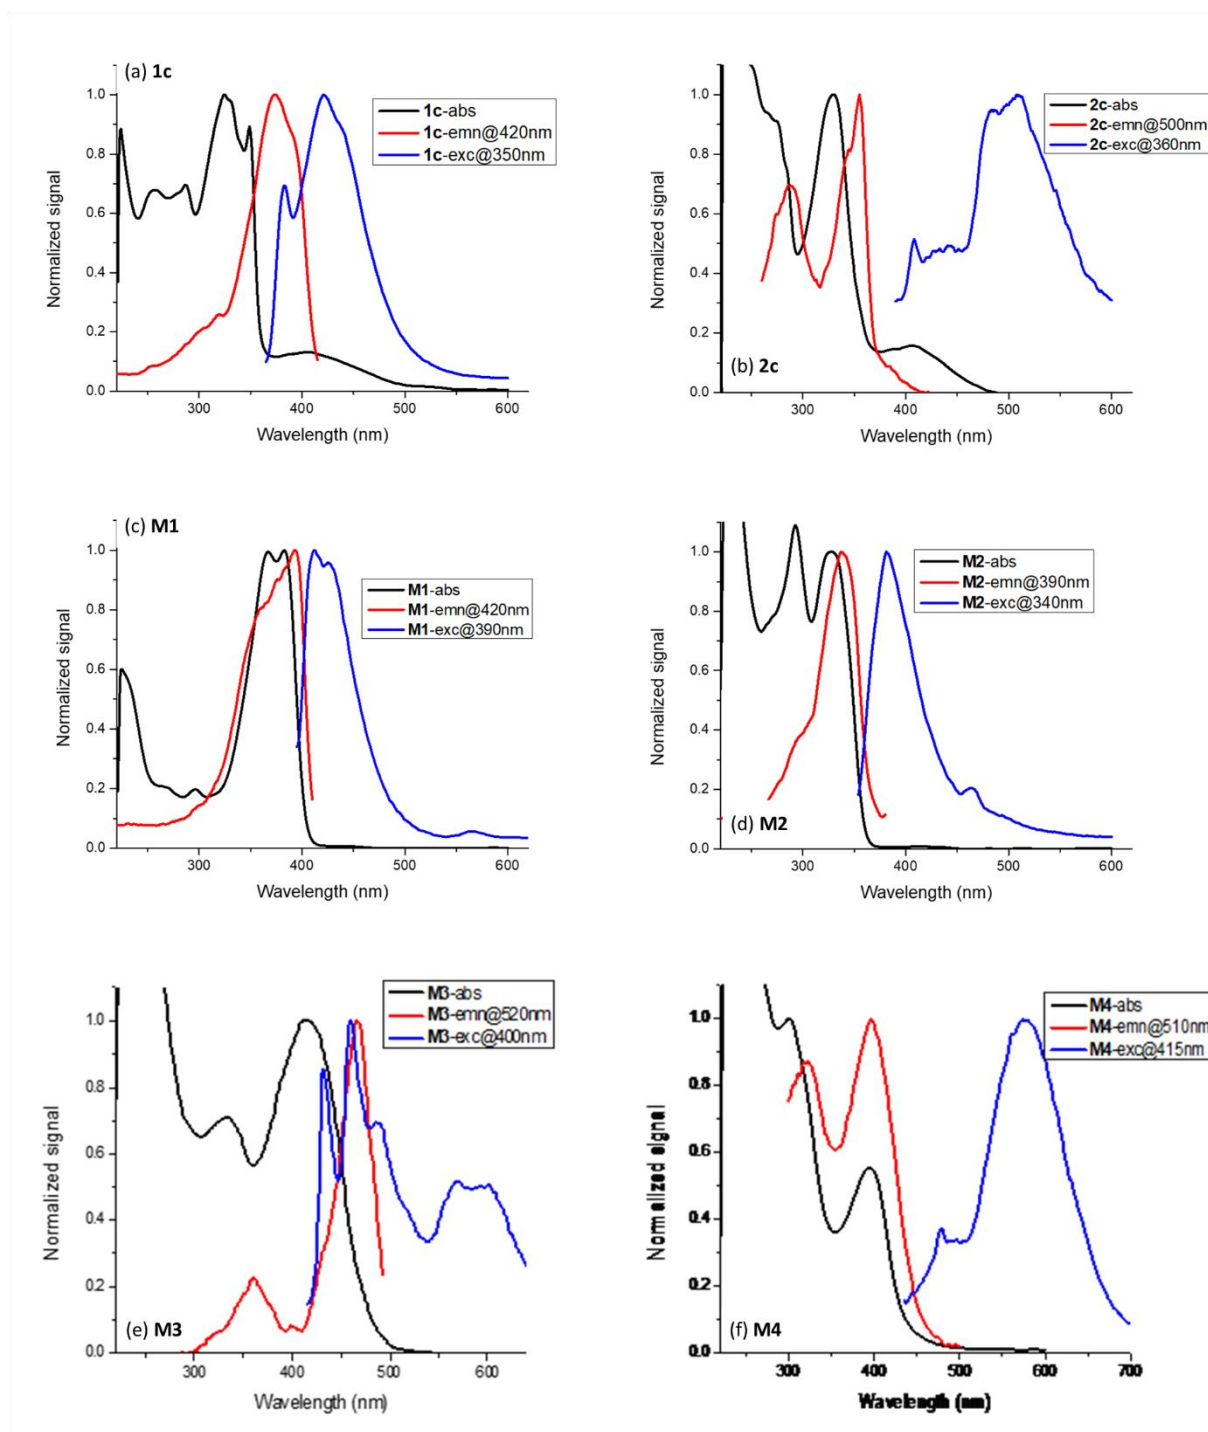 (a) 1c
1c-abs
1c-emn@420nm
1c-exc@350nm
Normalized signal
1.0
0.8
0.6
0.4
0.2
0.0
300
400
500
600
Wavelength (nm)
2c-abs
2c-emn@500nm
2c-exc@360nm
Normalized signal
1.0
0.8
0.6
0.4
0.2
0.0
(b) 2c
300
400
500
600
Wavelength (nm)
(c) M1
M1-abs
M1-emn@420nm
M1-exc@390nm
Normalized signal
1.0
0.8
0.6
0.4
0.2
0.0
300
400
500
600
Wavelength (nm)
M2-abs
M2-emn@390nm
M2-exc@340nm
Normalized signal
1.0
0.8
0.6
0.4
0.2
0.0
(d) M2
300
400
500
600
Wavelength (nm)
M3-abs
M3-emn@520nm
M3-exc@400nm
Normalized signal
1.0
0.8
0.6
0.4
0.2
0.0
(e) M3
300
400
500
600
Wavelength (nm)
M4-abs
M4-emn@510nm
M4-exc@415nm
Normalized signal
1.0
0.8
0.6
0.4
0.2
0.0
(f) M4
300
400
500
600
700
Wavelength (nm)